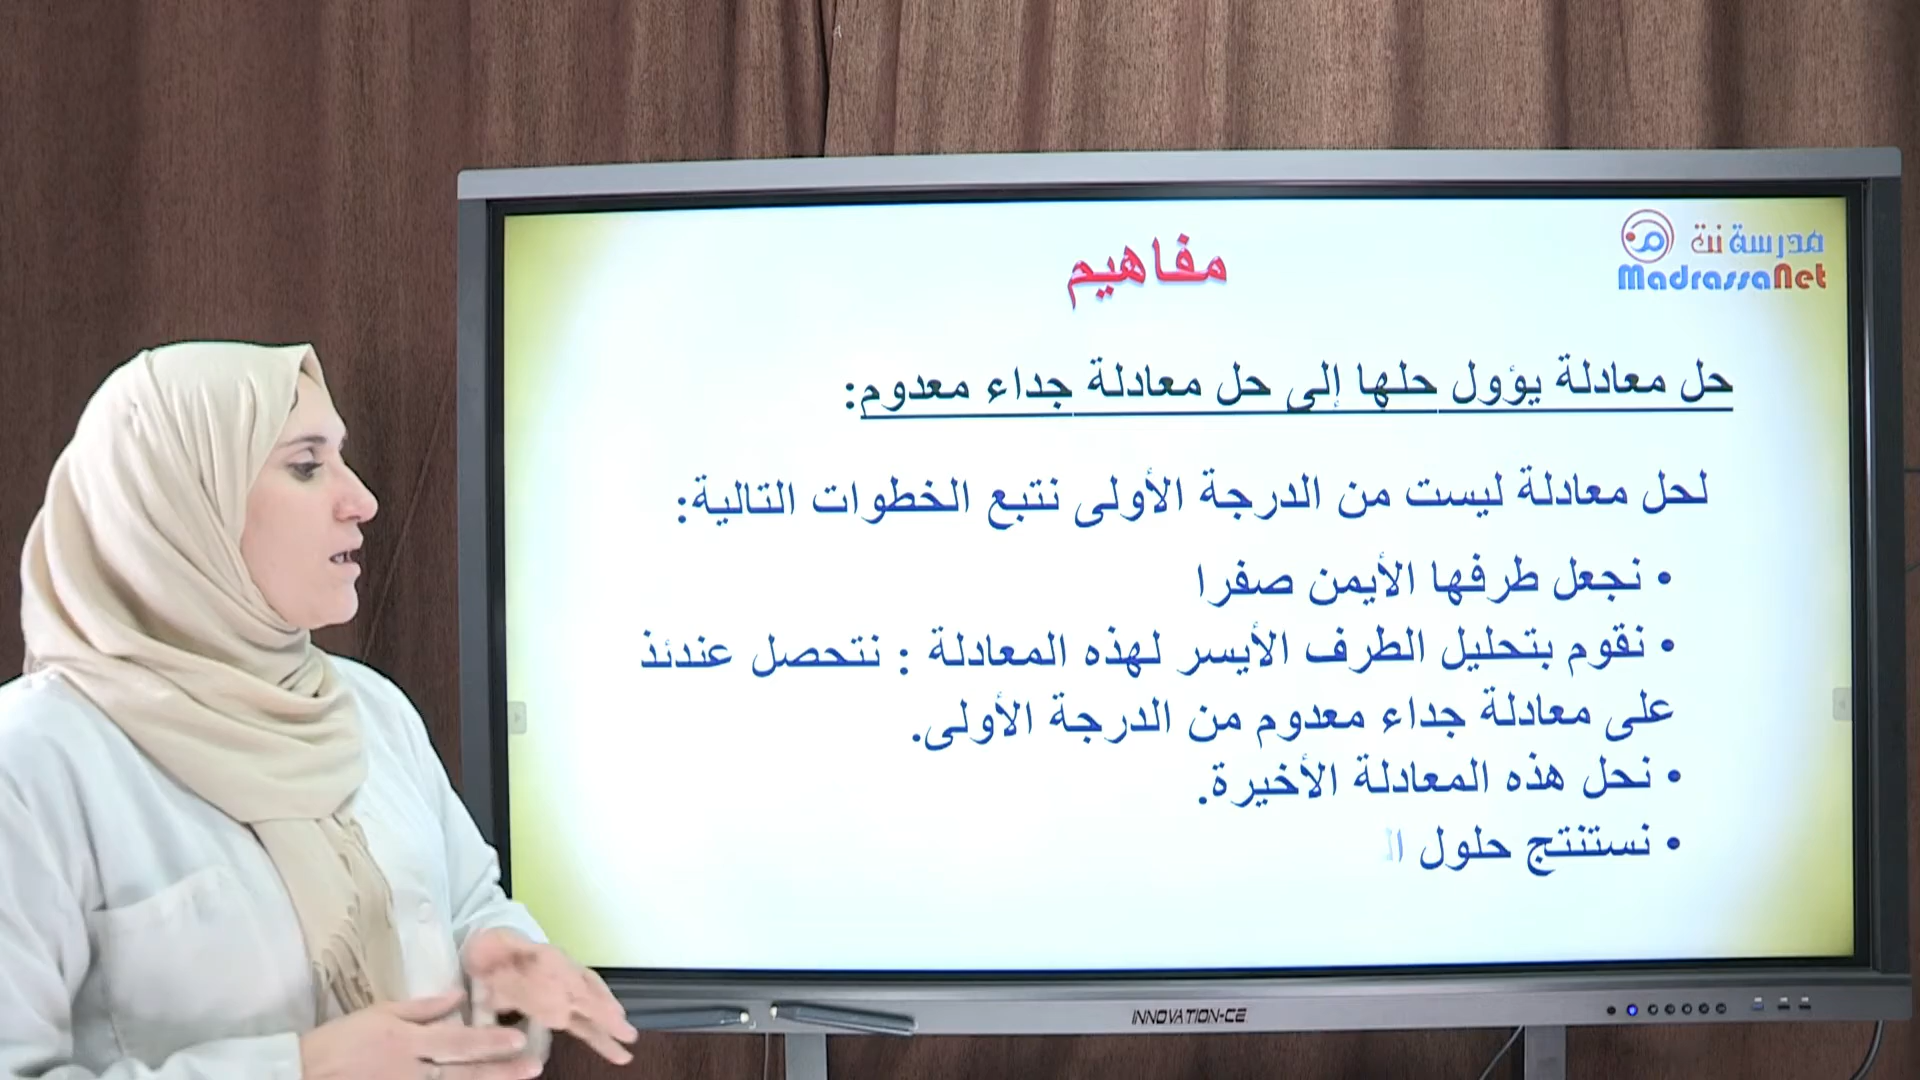 مدرسة نت
MadrassaNet
مفاهيم
حل معادلة يؤول حلها إلى حل معادلة جداء معدوم:
لحل معادلة ليست من الدرجة الأولى نتبع الخطوات التالية:
• نجعل طرفها الأيمن صفرا
• نقوم بتحليل الطرف الأيسر لهذه المعادلة : نتحصل عندئذ
على معادلة جداء معدوم من الدرجة الأولى.
• نحل هذه المعادلة الأخيرة.
• نستنتج حلول
INNOVATION-CE